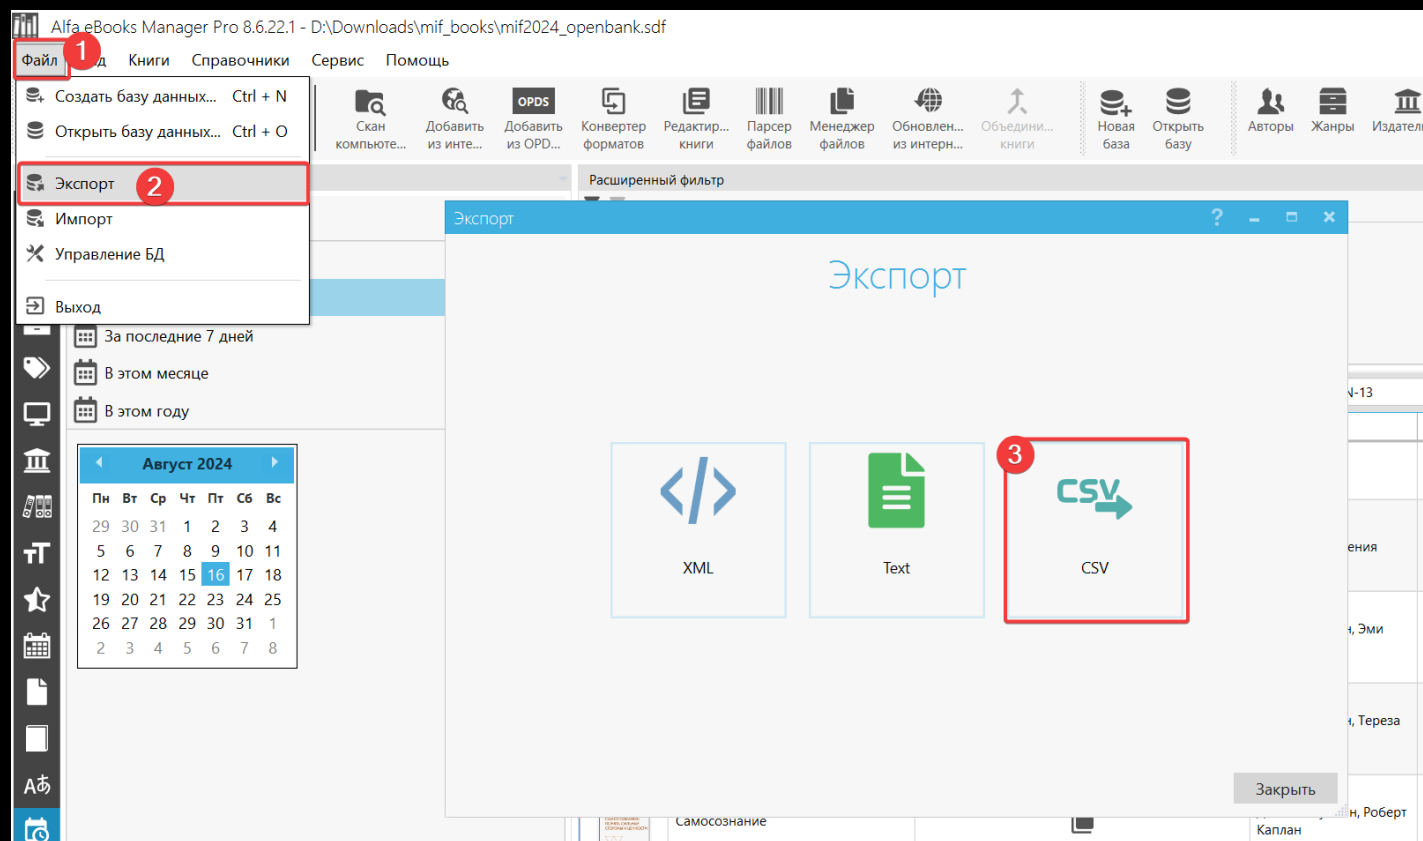 Alfa eBooks Manager Pro 8.6.22.1 - D:\Downloads\mif_books\mif2024_openbank.sdf
1
Файл Книги Справочники Сервис Помощь
Создать базу данных... Ctrl + N
Открыть базу данных... Ctrl + O
Экспорт 2
Импорт
Управление БД
Выход
Скан
компьюте...
Добавить
из инте...
OPDS
Добавить
из OPD...
Конвертер
форматов
Редактир...
книги
Парсер
файлов
Менеджер
файлов
Обновлен...
из интерн...
Объедини...
книги
Новая
база
Открыть
базу
Авторы
Жанры
Издател
Расширенный фильтр
Экспорт ?
Экспорт
XML
Text
3
CSV
CSV
Закрыть
За последние 7 дней
В этом месяце
В этом году
Август 2024
Пн Вт Ср Чт Пт Сб Вс
29 30 31 1 2 3 4
5 6 7 8 9 10 11
12 13 14 15 16 17 18
19 20 21 22 23 24 25
26 27 28 29 30 31 1
2 3 4 5 6 7 8
N-13
ения
н, Эми
н, Тереза
н, Роберт
Каплан
Самосознание